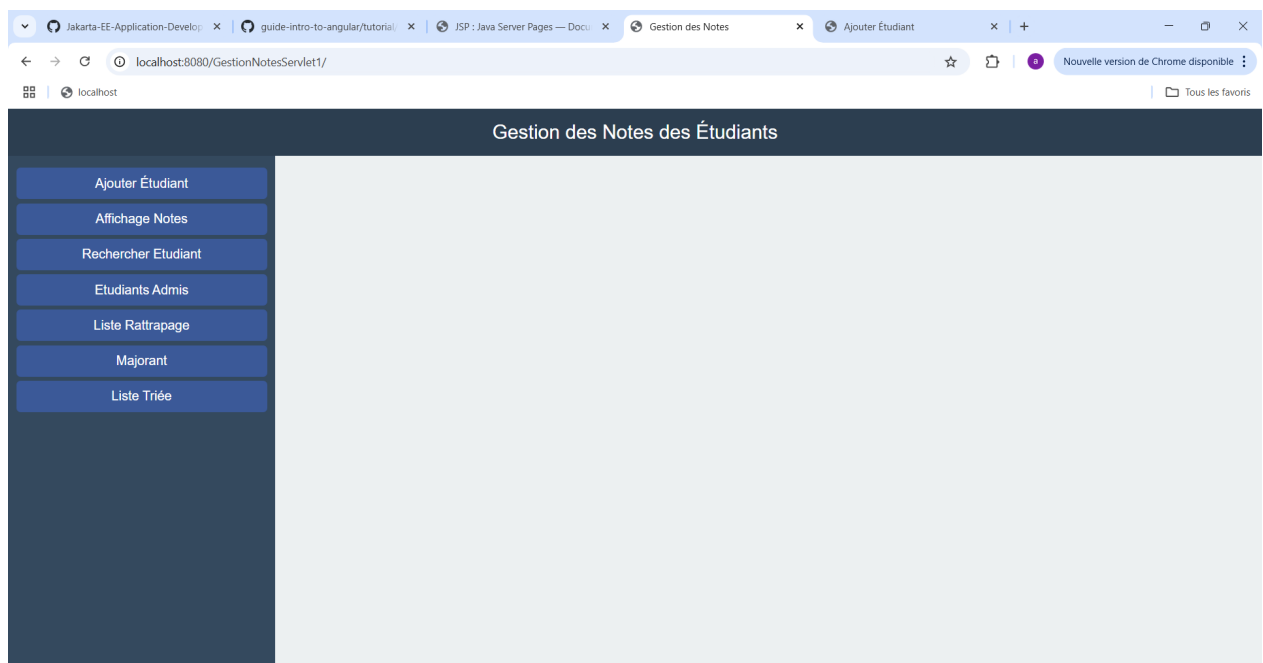 Jakarta-EE-Application-Develop
guide-intro-to-angular/tutorial/
JSP : Java Server Pages — Docu
Gestion des Notes
Ajouter Étudiant
localhost:8080/GestionNotesServlet1/
a
Nouvelle version de Chrome disponible
localhost
Tous les favoris
Gestion des Notes des Étudiants
Ajouter Étudiant
Affichage Notes
Rechercher Etudiant
Etudiants Admis
Liste Rattrapage
Majorant
Liste Triée